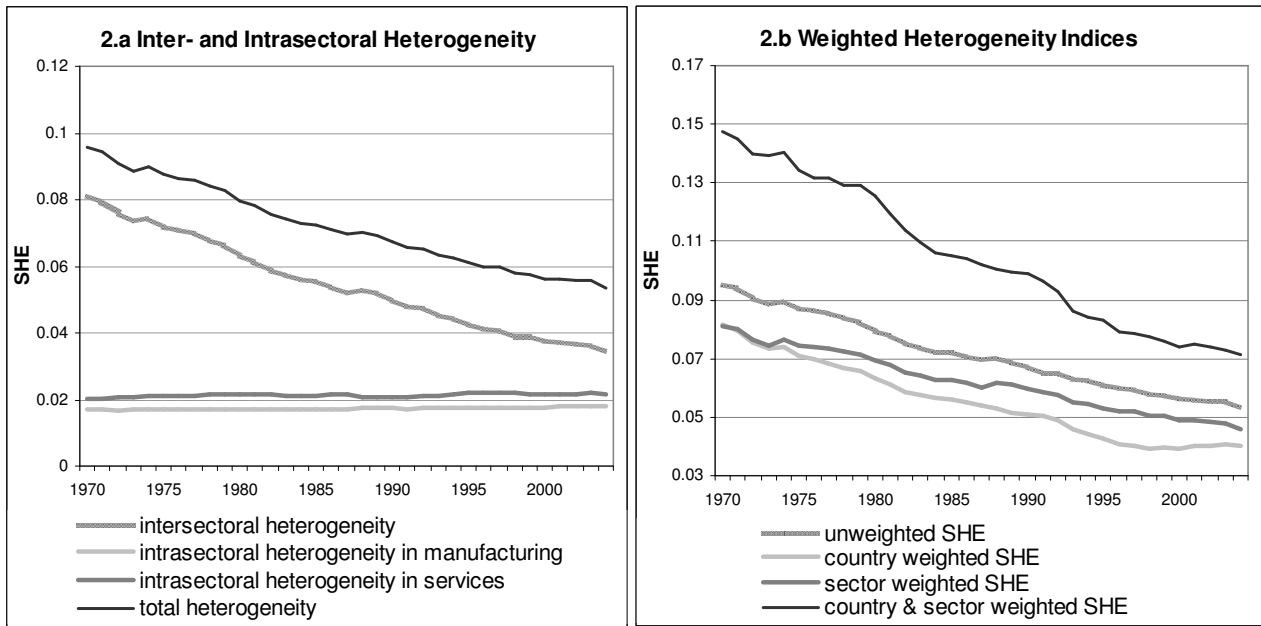 2.a Inter- and Intrasectoral Heterogeneity
0.12
0.1
0.08
0.06
0.04
0.02
0
SHE
1970 1975 1980 1985 1990 1995 2000
intersectoral heterogeneity
intrasectoral heterogeneity in manufacturing
intrasectoral heterogeneity in services
total heterogeneity
2.b Weighted Heterogeneity Indices
0.17
0.15
0.13
0.11
0.09
0.07
0.05
0.03
SHE
1970 1975 1980 1985 1990 1995 2000
unweighted SHE
country weighted SHE
sector weighted SHE
country & sector weighted SHE